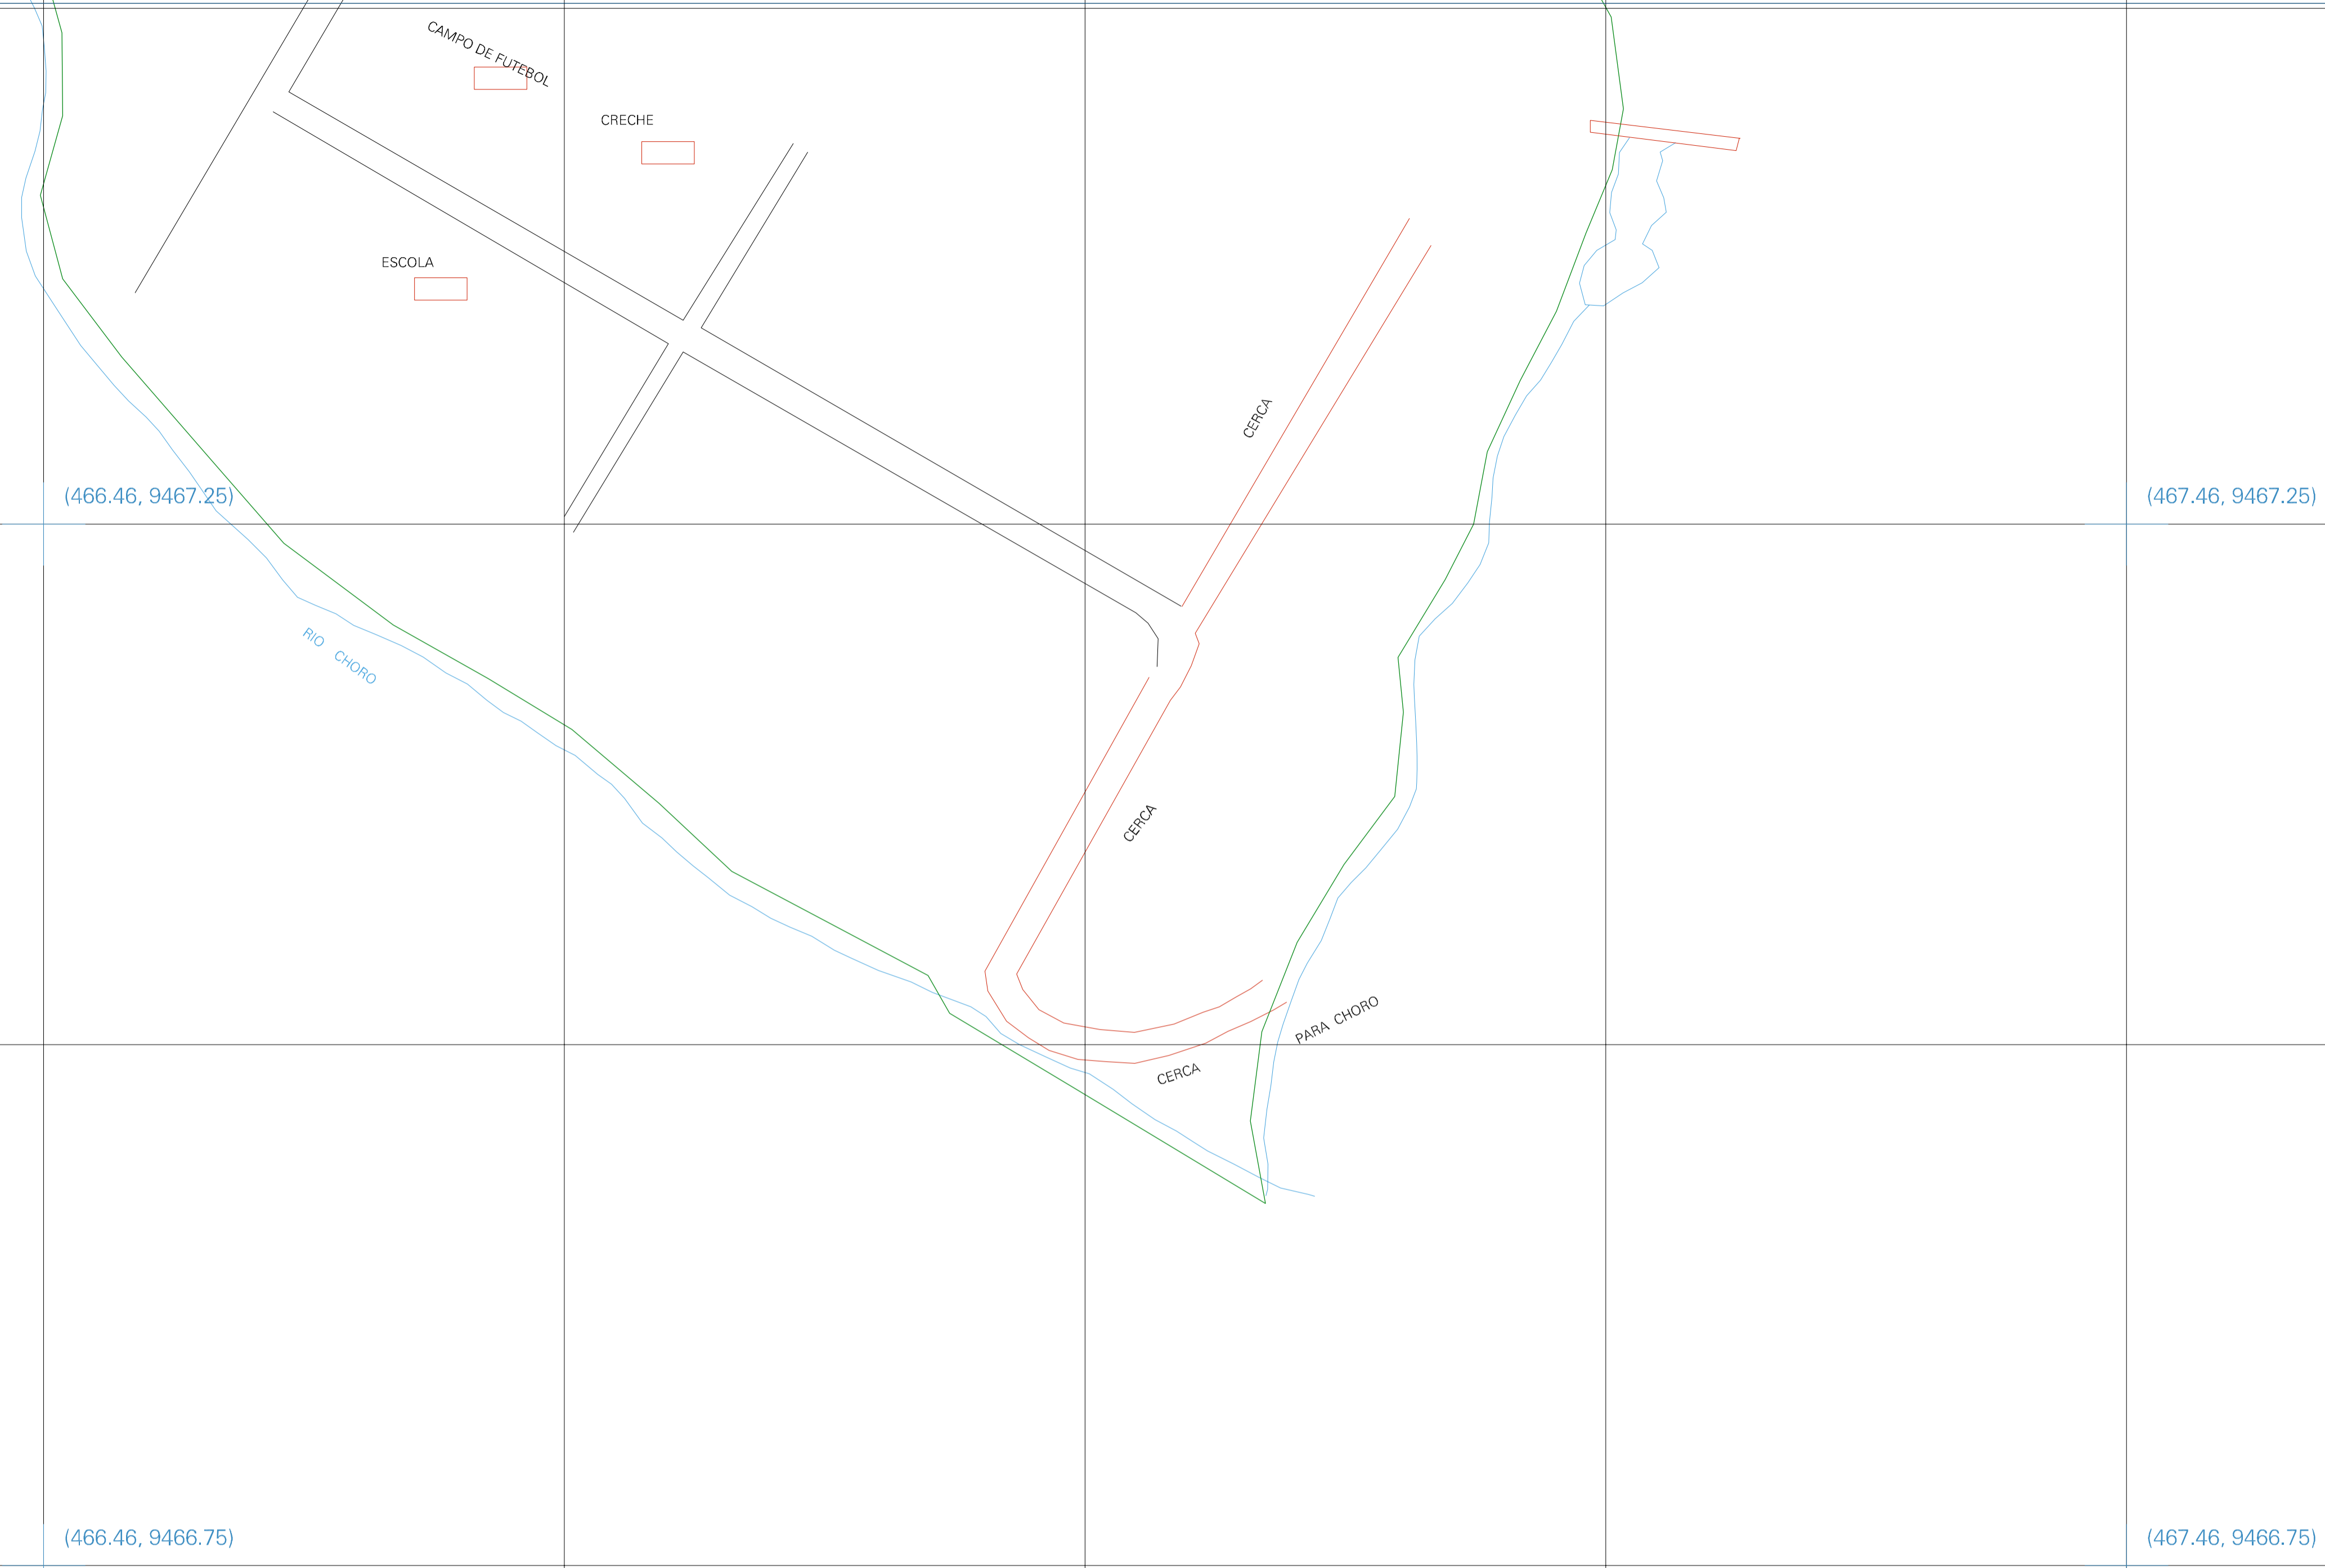 CAMPO DE FUTEBOL
CRECHE
ESCOLA
CERCA
(466.46, 9467.25)
(467.46, 9467.25)
RIO CHORO
CERCA
PARA CHORO
CERCA
(466.46, 9466.75)
(467.46, 9466.75)